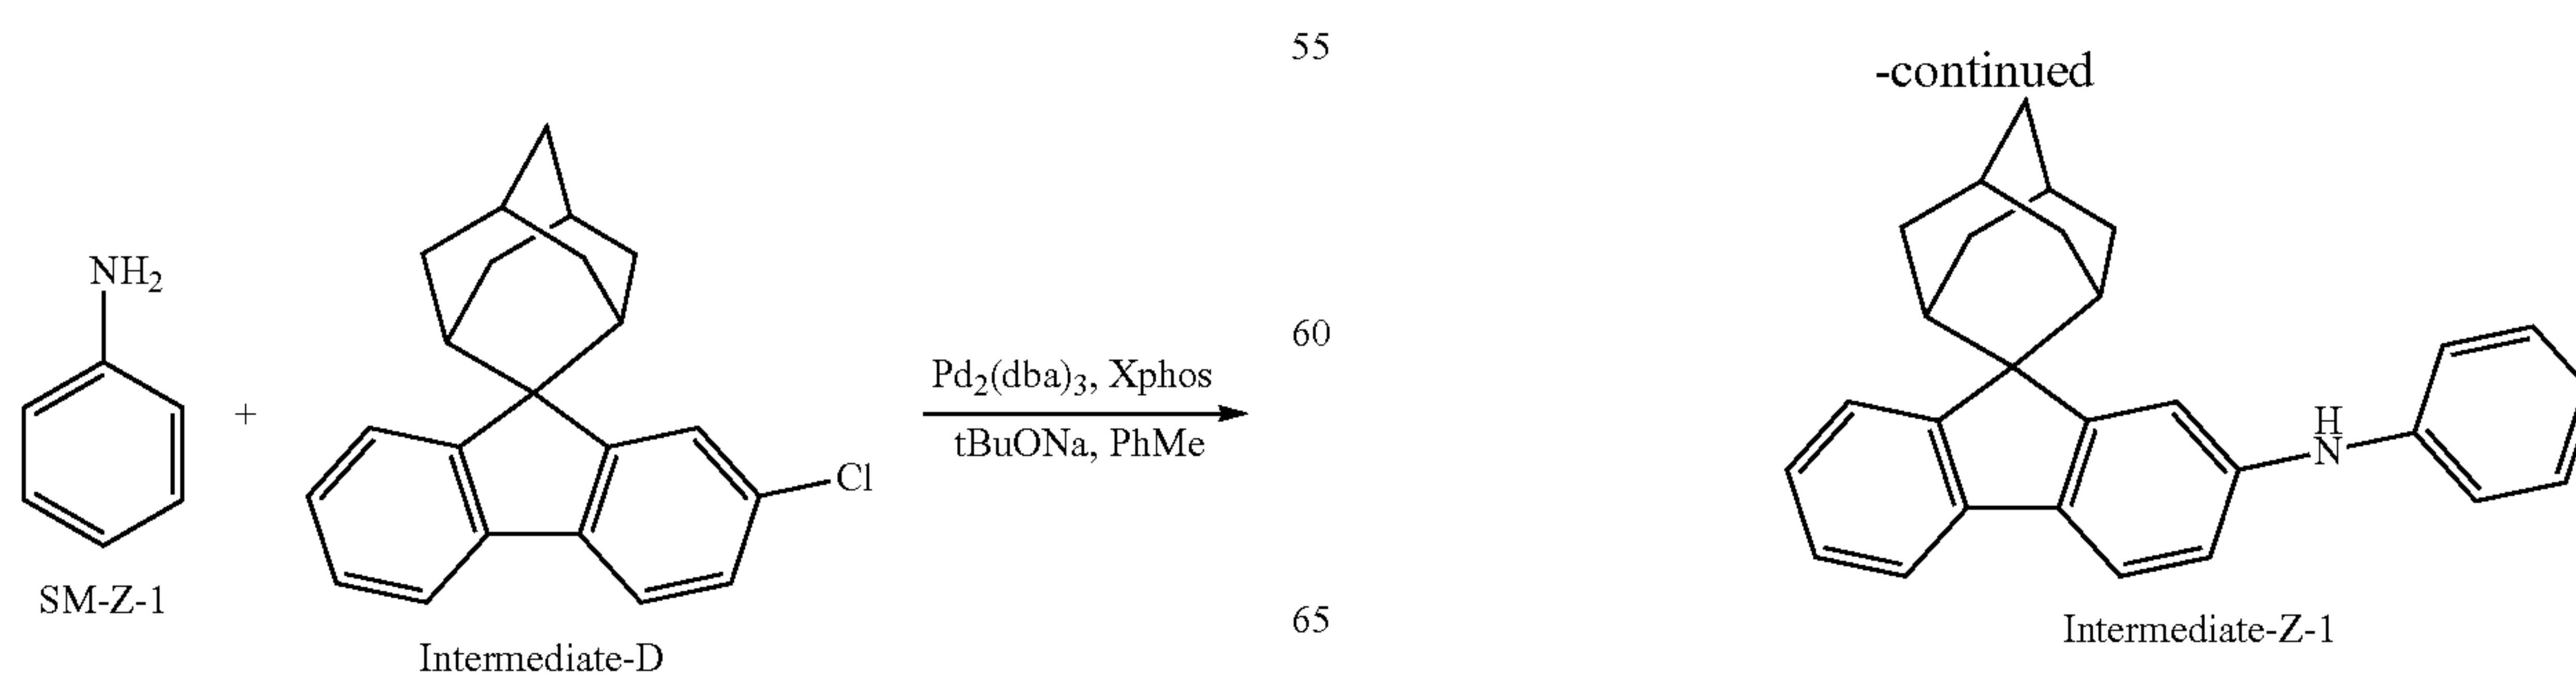 NH₂
SM-Z-1
+
Cl
Intermediate-D
Pd₂(dba)₃, Xphos
tBuONa, PhMe
55
60
65
-continued
H
N
Intermediate-Z-1